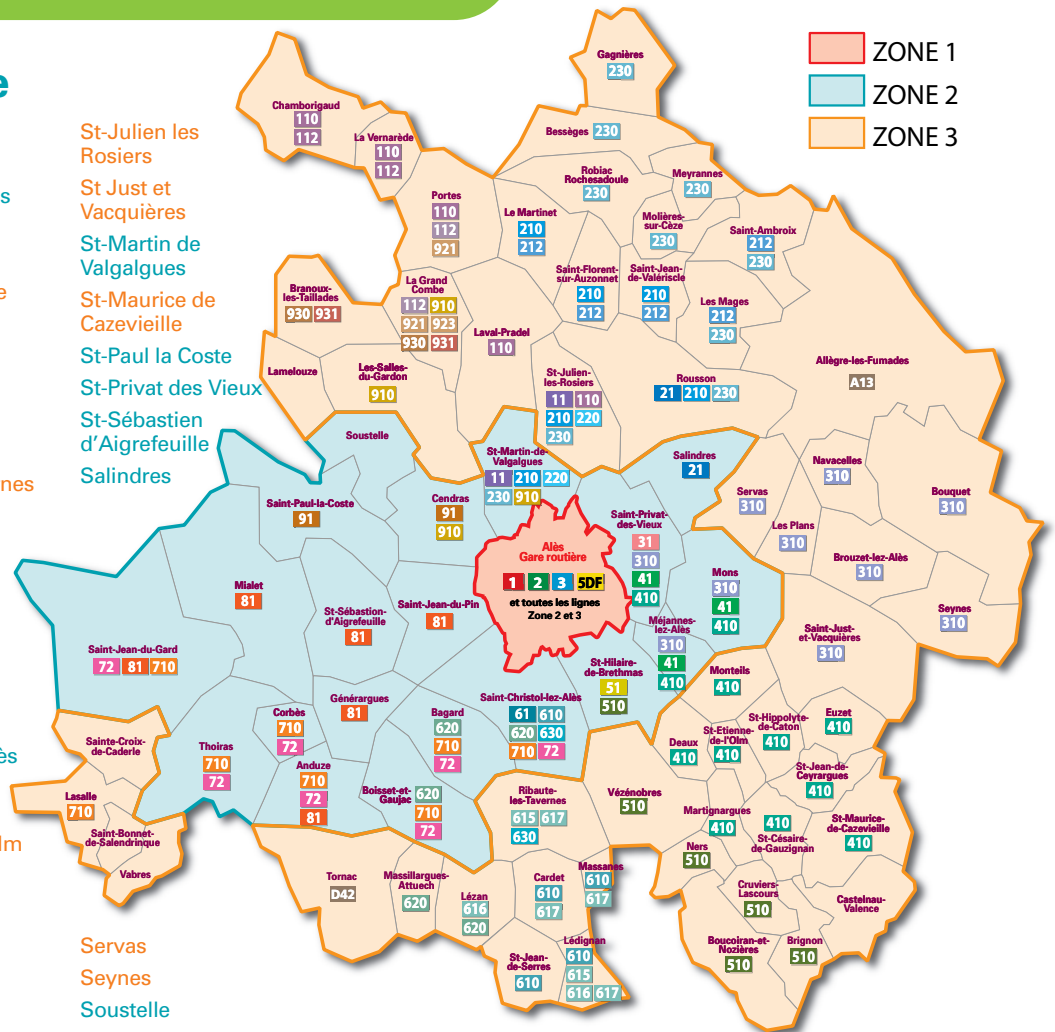 e
St-Julien les
Rosiers
s
St Just et
Vacquières
St-Martin de
Valgalgues
e
St-Maurice de
Cazevieille
St-Paul la Coste
St-Privat des Vieux
St-Sébastien
d'Aigrefeuille
Salindres
nes
ès
lm
Servas
Seynes
Soustelle
ZONE 1
ZONE 2
ZONE 3
Gagnières
230
Chamborigaud
110
112
La Vernarède
110
112
Bessèges 230
Robiac
Rochesadoule
230
Meyrannes
230
Portes
110
112
921
Le Martinet
210
212
Molières-
sur-Cèze
230
Saint-Ambroix
212
230
Saint-Florent-
sur-Auzonnet
210
212
Saint-Jean-
de-Valériscle
210
212
Les Mages
212
230
Branoux-
les-Taillades
930 931
La Grand
Combe
112 910
921 923
930 931
Laval-Pradel
110
Allègre-les-Fumades
A13
Lamelouze
Les-Salles-
du-Gardon
910
St-Julien-
les-Rosiers
11 110
210 220
230
Rousson
21 210 230
Soustelle
St-Martin-de-
Valgalgues
11 210 220
230 910
Salindres
21
Navacelles
310
Servas
310
Bouquet
310
Saint-Paul-la-Coste
91
Cendras
91
910
Saint-Privat-
des-Vieux
31
310
41
410
Les Plans
310
Brouzet-lez-Alès
310
Alès
Gare routière
1 2 3 5DF
et toutes les lignes
Zone 2 et 3
Mons
310
41
410
Mialet
81
St-Sébastion-
d'Aigrefeuille
81
Saint-Jean-du-Pin
81
Seynes
310
Méjannes-
lez-Alès
310
41
410
Saint-Just-
et-Vacquières
310
Saint-Jean-du-Gard
72 81 710
St-Hilaire-
de-Brethmas
51
510
Monteils
410
Générargues
81
Saint-Christol-lez-Alès
61 610
620 630
710 72
Corbès
710
72
Bagard
620
710
72
Euzet
410
St-Hippolyte-
de-Caton
410
St-Etienne-
de-l'Olm
410
Deaux
410
Sainte-Croix-
de-Caderle
Thoiras
710
72
Anduze
710
72
81
Boisset-et-
Gaujac
620
710
72
St-Jean-de-
Ceyrargues
410
Lasalle
710
Ribaute-
les-Tavernes
615 617
630
Vézénobres
510
Martignargues
410
410
St-Césaire-
de-Gauzignan
St-Maurice-
de-Cazevieille
410
Saint-Bonnet-
de-Salendrinque
Ners
510
Vabres
Tornac
D42
Massillargues-
Attuech
620
Lézan
616
620
Cardet
610
617
Massanes
610
617
Cruviers-
Lascours
510
Castelnau-
Valence
Boucoiran-et-
Nozières
510
Brignon
510
St-Jean-
de-Serres
610
Lédignan
610
615
616 617